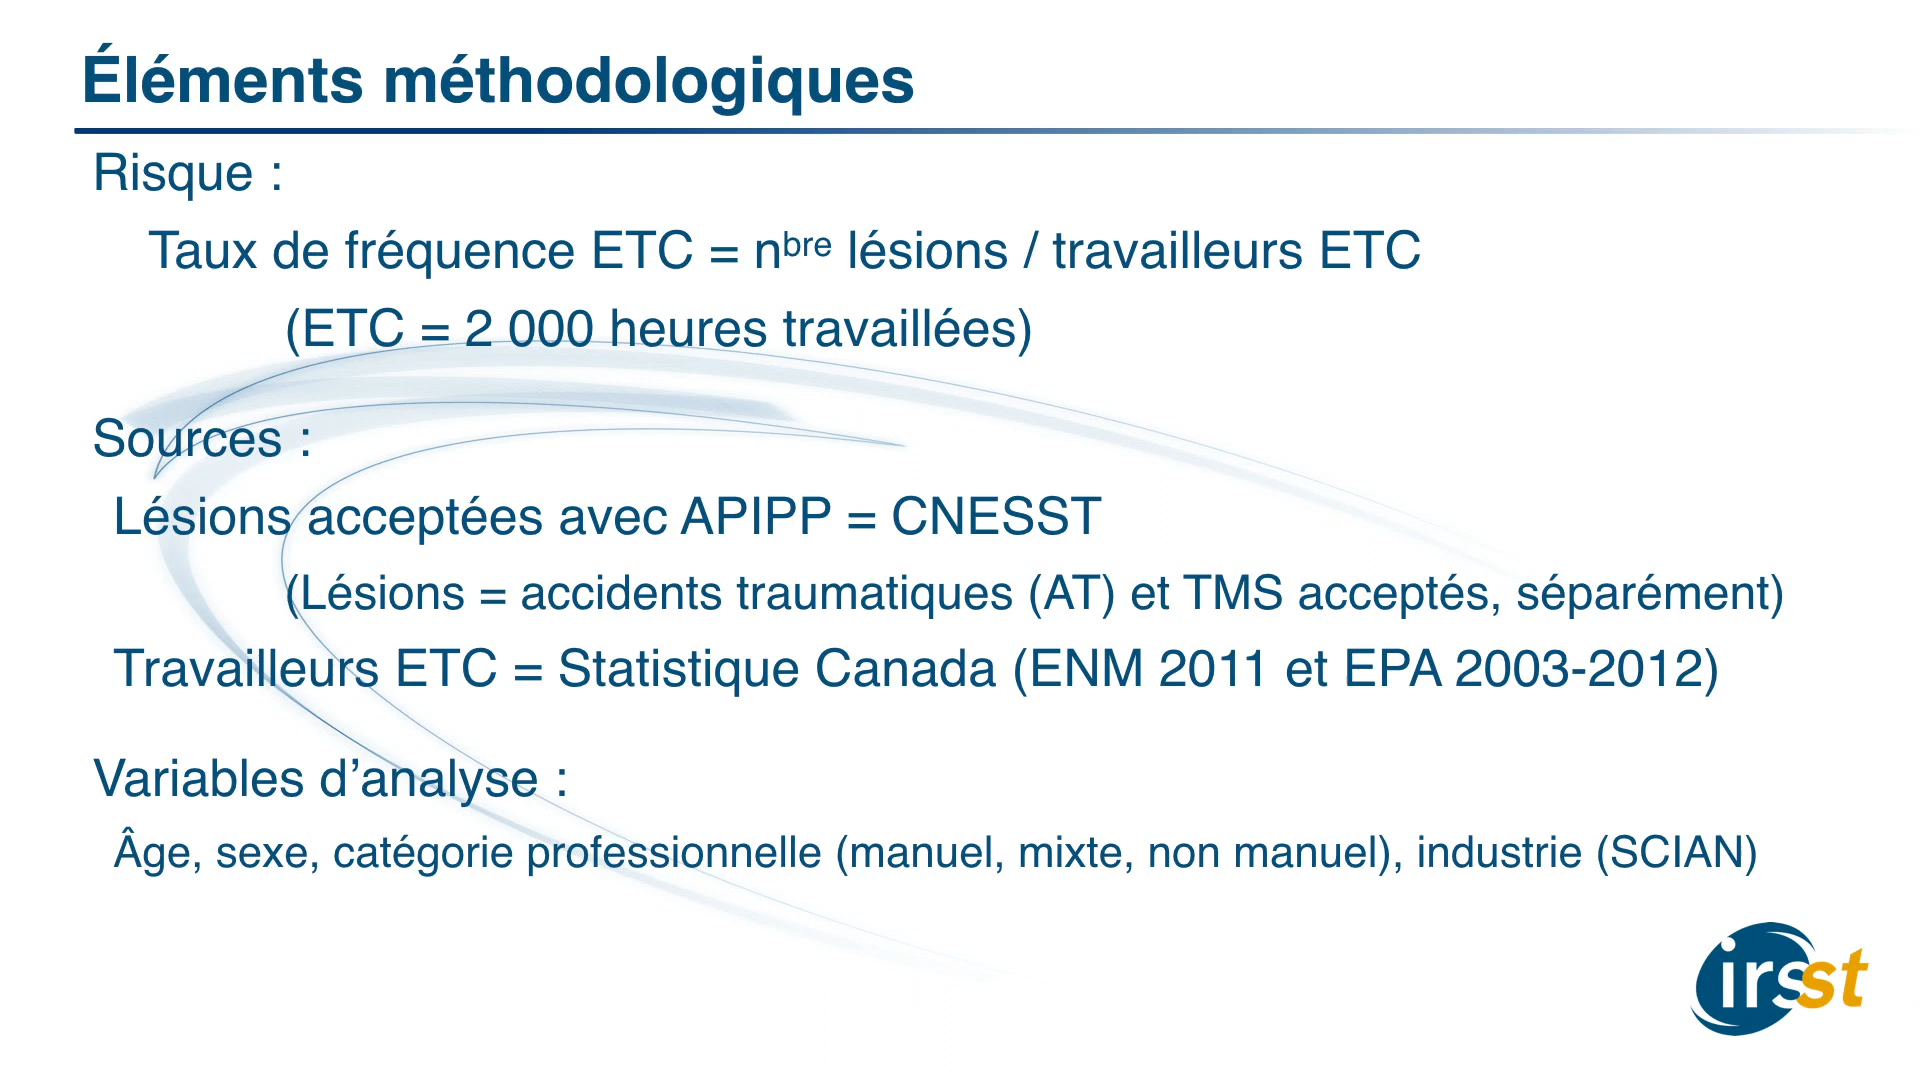 Éléments méthodologiques
Risque :
Taux de fréquence ETC = nbre lésions / travailleurs ETC
(ETC = 2 000 heures travaillées)
Sources :
Lésions acceptées avec APIPP = CNESST
(Lésions = accidents traumatiques (AT) et TMS acceptés, séparément)
Travailleurs ETC = Statistique Canada (ENM 2011 et EPA 2003-2012)
Variables d’analyse :
Âge, sexe, catégorie professionnelle (manuel, mixte, non manuel), industrie (SCIAN)
irsst